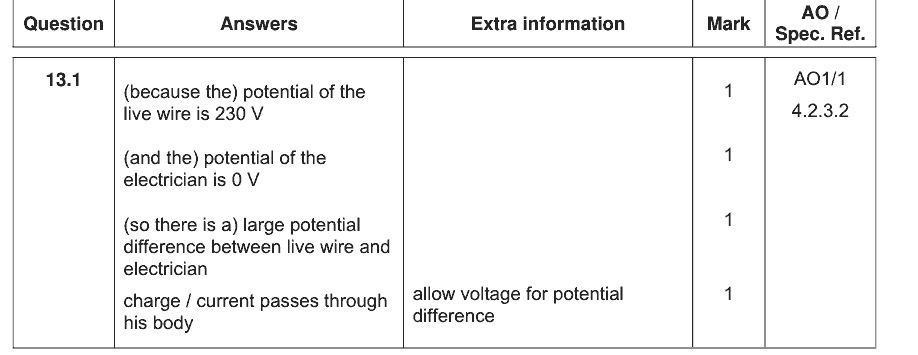 Question Answers Extra information Mark AO /
Spec. Ref.
13.1 (because the) potential of the
live wire is 230 V 1 AO1/1
4.2.3.2
(and the) potential of the
electrician is 0 V 1
(so there is a) large potential
difference between live wire and
electrician 1
charge / current passes through
his body allow voltage for potential
difference 1